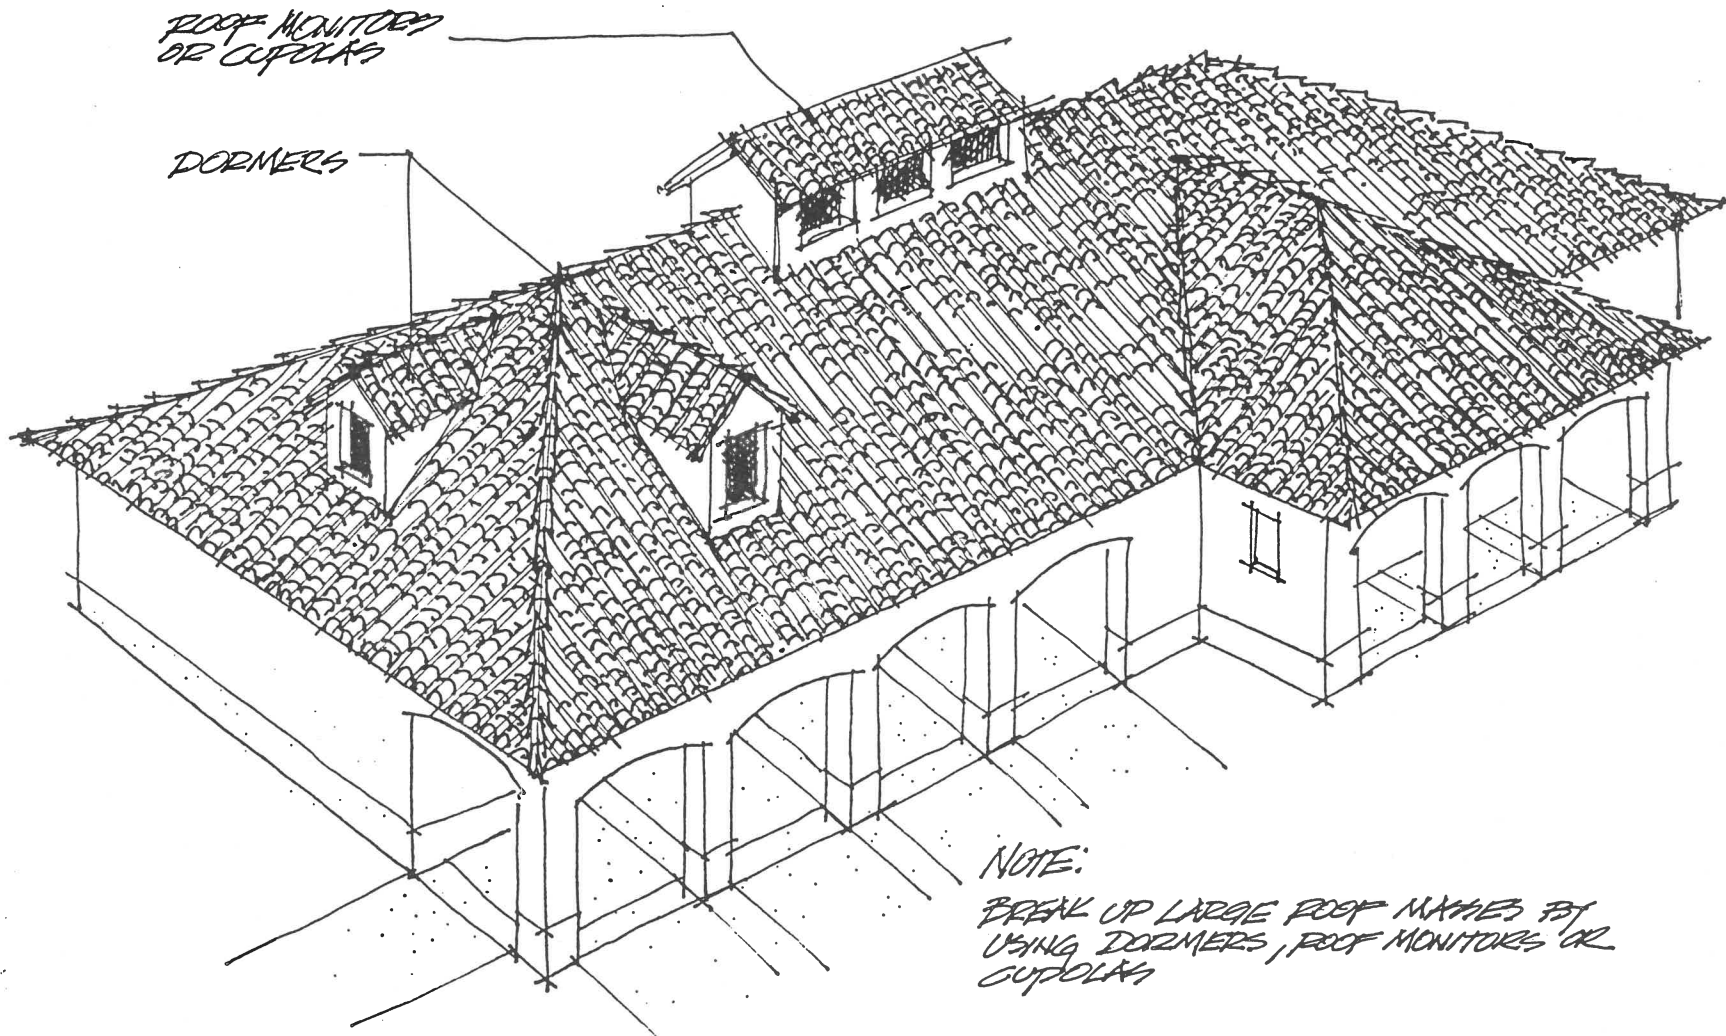 ROOF MONITORS
OR CUPOLAS
DORMERS
NOTE:
BREAK UP LARGE ROOF MASSES BY
USING DORMERS, ROOF MONITORS OR
CUPOLAS